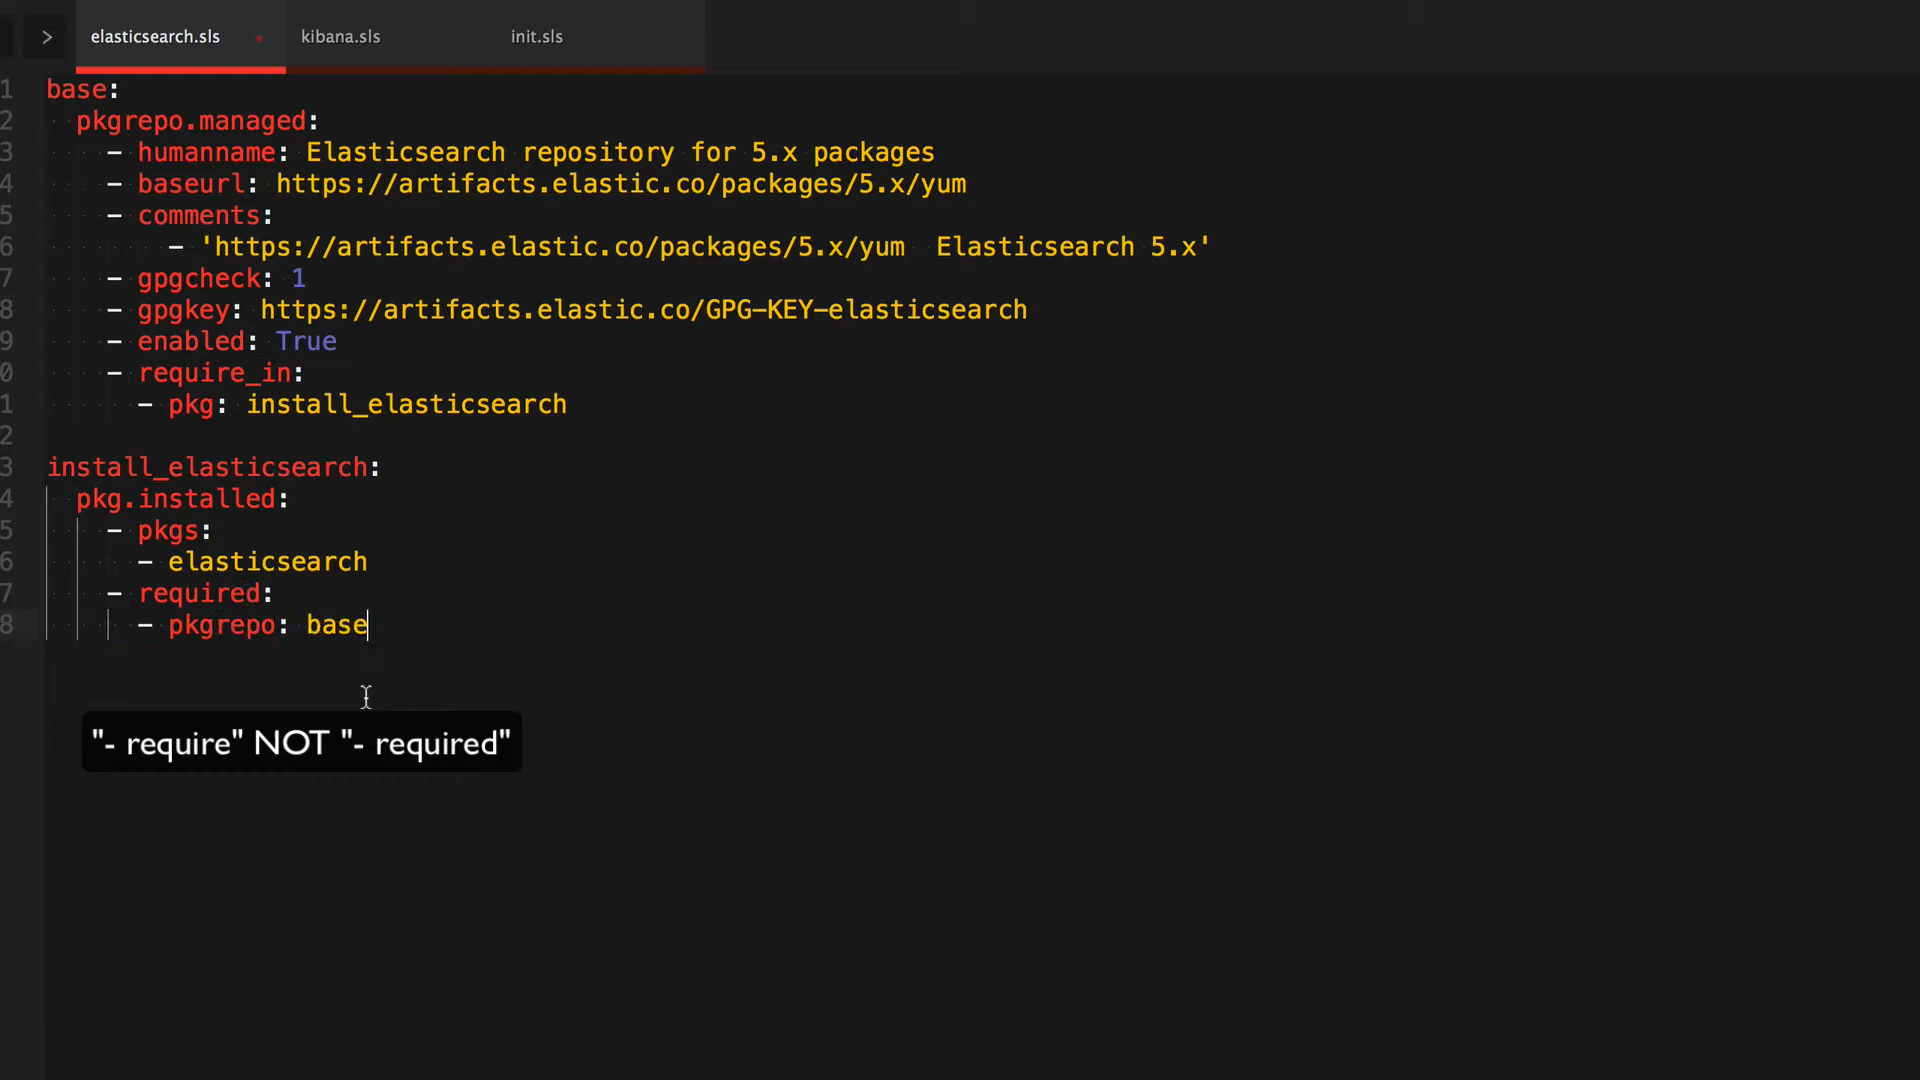 > elasticsearch.sls kibana.sls init.sls
1 base:
2 pkgrepo.managed:
3 - humanname: Elasticsearch repository for 5.x packages
4 - baseurl: https://artifacts.elastic.co/packages/5.x/yum
5 - comments:
6 - 'https://artifacts.elastic.co/packages/5.x/yum  Elasticsearch 5.x'
7 - gpgcheck: 1
8 - gpgkey: https://artifacts.elastic.co/GPG-KEY-elasticsearch
9 - enabled: True
0 - require_in:
1 - pkg: install_elasticsearch
2
3 install_elasticsearch:
4 pkg.installed:
5 - pkgs:
6 - elasticsearch
7 - required:
8 - pkgrepo: base
"- require" NOT "- required"